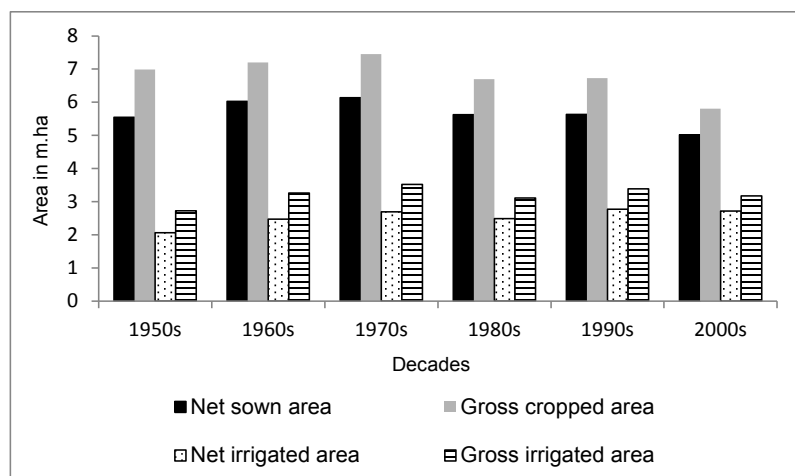 8
7
6
5
4
3
2
1
0
Area in m.ha
1950s 1960s 1970s 1980s 1990s 2000s
Decades
Net sown area Gross cropped area
Net irrigated area Gross irrigated area